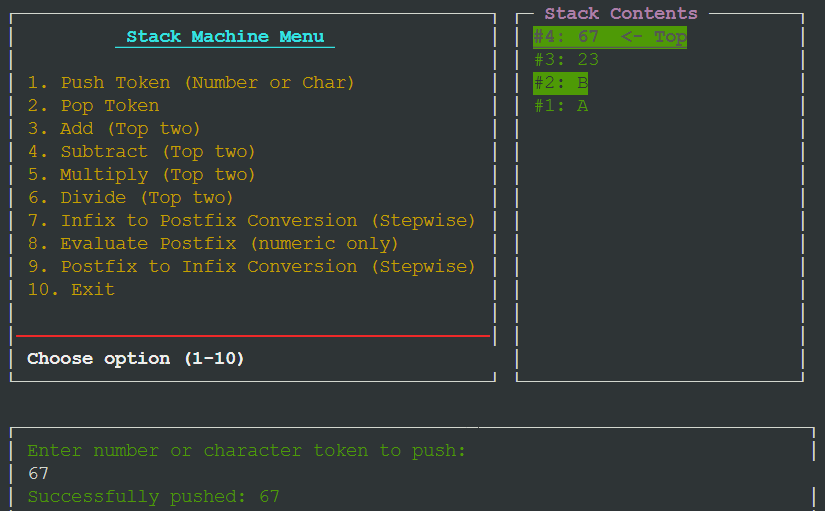 Stack Machine Menu
1. Push Token (Number or Char)
2. Pop Token
3. Add (Top two)
4. Subtract (Top two)
5. Multiply (Top two)
6. Divide (Top two)
7. Infix to Postfix Conversion (Stepwise)
8. Evaluate Postfix (numeric only)
9. Postfix to Infix Conversion (Stepwise)
10. Exit
Choose option (1-10)
Stack Contents
#4: 67  <- Top
#3: 23
#2: B
#1: A
Enter number or character token to push:
67
Successfully pushed: 67